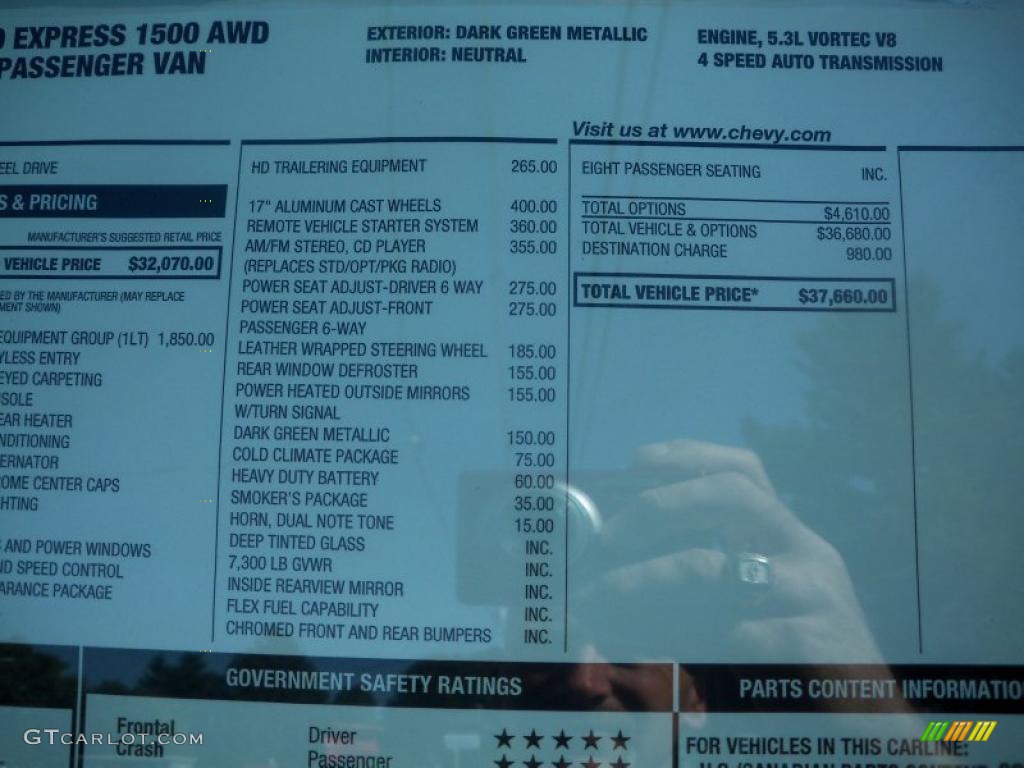 EXPRESS 1500 AWD
PASSENGER VAN
EXTERIOR: DARK GREEN METALLIC
INTERIOR: NEUTRAL
ENGINE, 5.3L VORTEC V8
4 SPEED AUTO TRANSMISSION
Visit us at www.chevy.com
EEL DRIVE
S & PRICING
MANUFACTURER'S SUGGESTED RETAIL PRICE
VEHICLE PRICE $32,070.00
ED BY THE MANUFACTURER (MAY REPLACE
MENT SHOWN)
EQUIPMENT GROUP (1LT) 1,850.00
YLESS ENTRY
EYED CARPETING
SOLE
EAR HEATER
NDITIONING
ERNATOR
OME CENTER CAPS
HTING
AND POWER WINDOWS
ND SPEED CONTROL
ARANCE PACKAGE
HD TRAILERING EQUIPMENT 265.00
17" ALUMINUM CAST WHEELS 400.00
REMOTE VEHICLE STARTER SYSTEM 360.00
AM/FM STEREO, CD PLAYER 355.00
(REPLACES STD/OPT/PKG RADIO)
POWER SEAT ADJUST-DRIVER 6 WAY 275.00
POWER SEAT ADJUST-FRONT 275.00
PASSENGER 6-WAY
LEATHER WRAPPED STEERING WHEEL 185.00
REAR WINDOW DEFROSTER 155.00
POWER HEATED OUTSIDE MIRRORS 155.00
W/TURN SIGNAL
DARK GREEN METALLIC 150.00
COLD CLIMATE PACKAGE 75.00
HEAVY DUTY BATTERY 60.00
SMOKER'S PACKAGE 35.00
HORN, DUAL NOTE TONE 15.00
DEEP TINTED GLASS INC.
7,300 LB GVWR INC.
INSIDE REARVIEW MIRROR INC.
FLEX FUEL CAPABILITY INC.
CHROMED FRONT AND REAR BUMPERS INC.
EIGHT PASSENGER SEATING INC.
TOTAL OPTIONS $4,610.00
TOTAL VEHICLE & OPTIONS $36,680.00
DESTINATION CHARGE 980.00
TOTAL VEHICLE PRICE* $37,660.00
GOVERNMENT SAFETY RATINGS
Frontal
Crash
Driver ★★★★★
Passenger ★★★★★
PARTS CONTENT INFORMATIO
FOR VEHICLES IN THIS CARLINE:
U.S./CANADIAN PARTS CONTENT:
GTCARLOT.COM